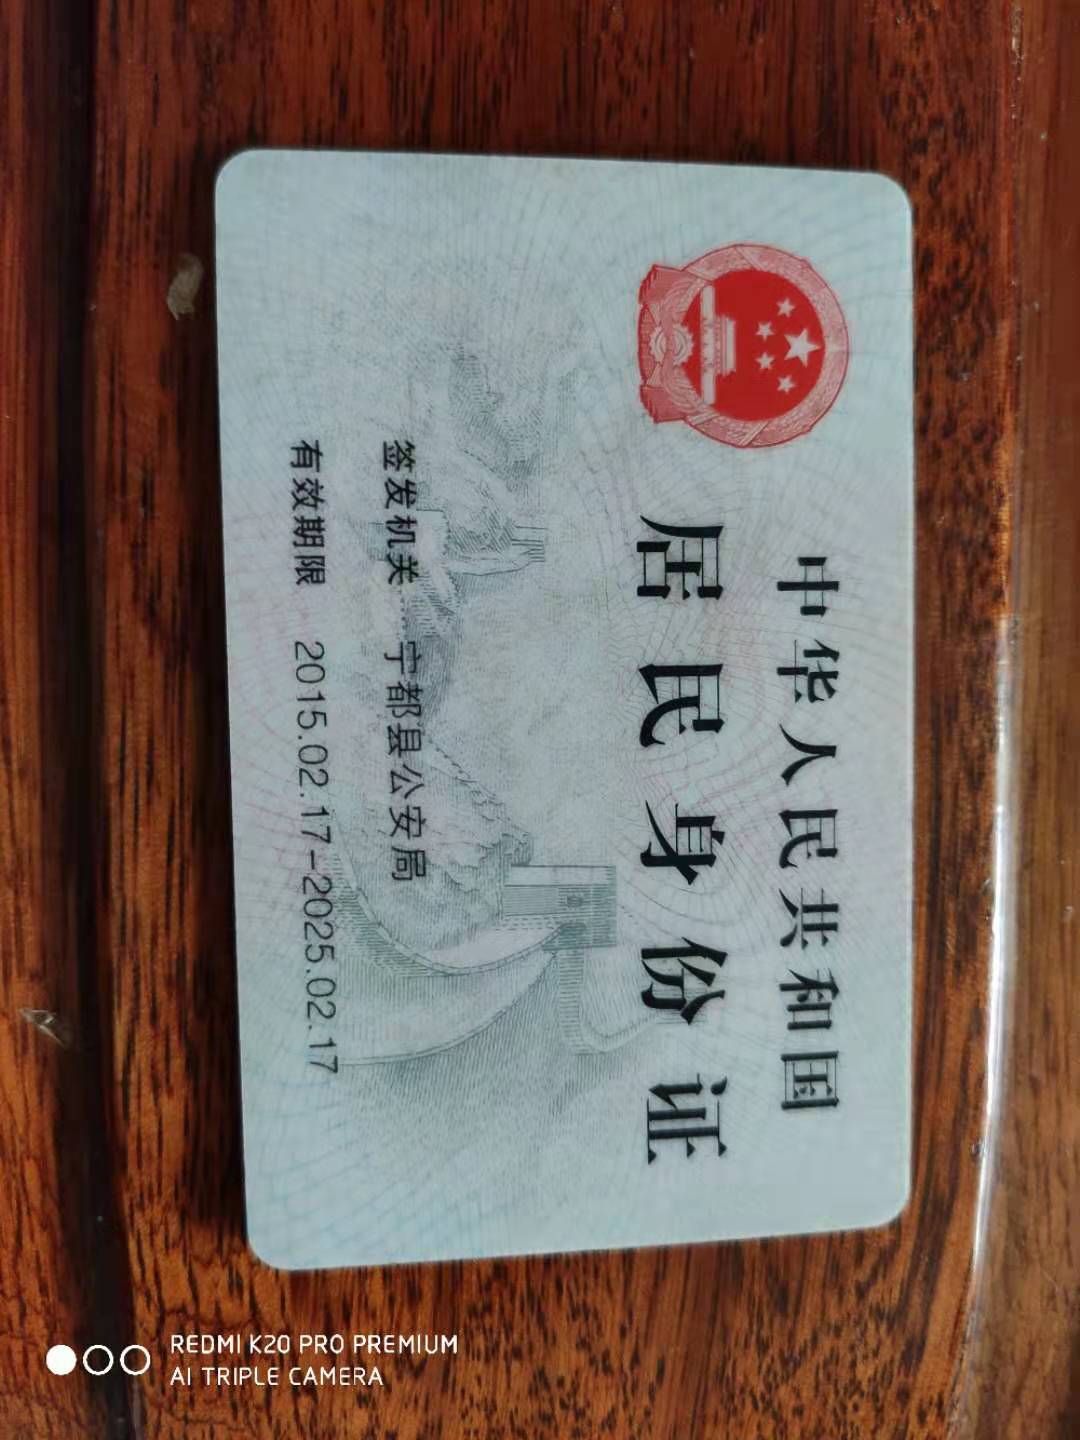 中华人民共和国
居民身份证
签发机关 宁都县公安局
有效期限 2015.02.17-2025.02.17
REDMI K20 PRO PREMIUM
AI TRIPLE CAMERA